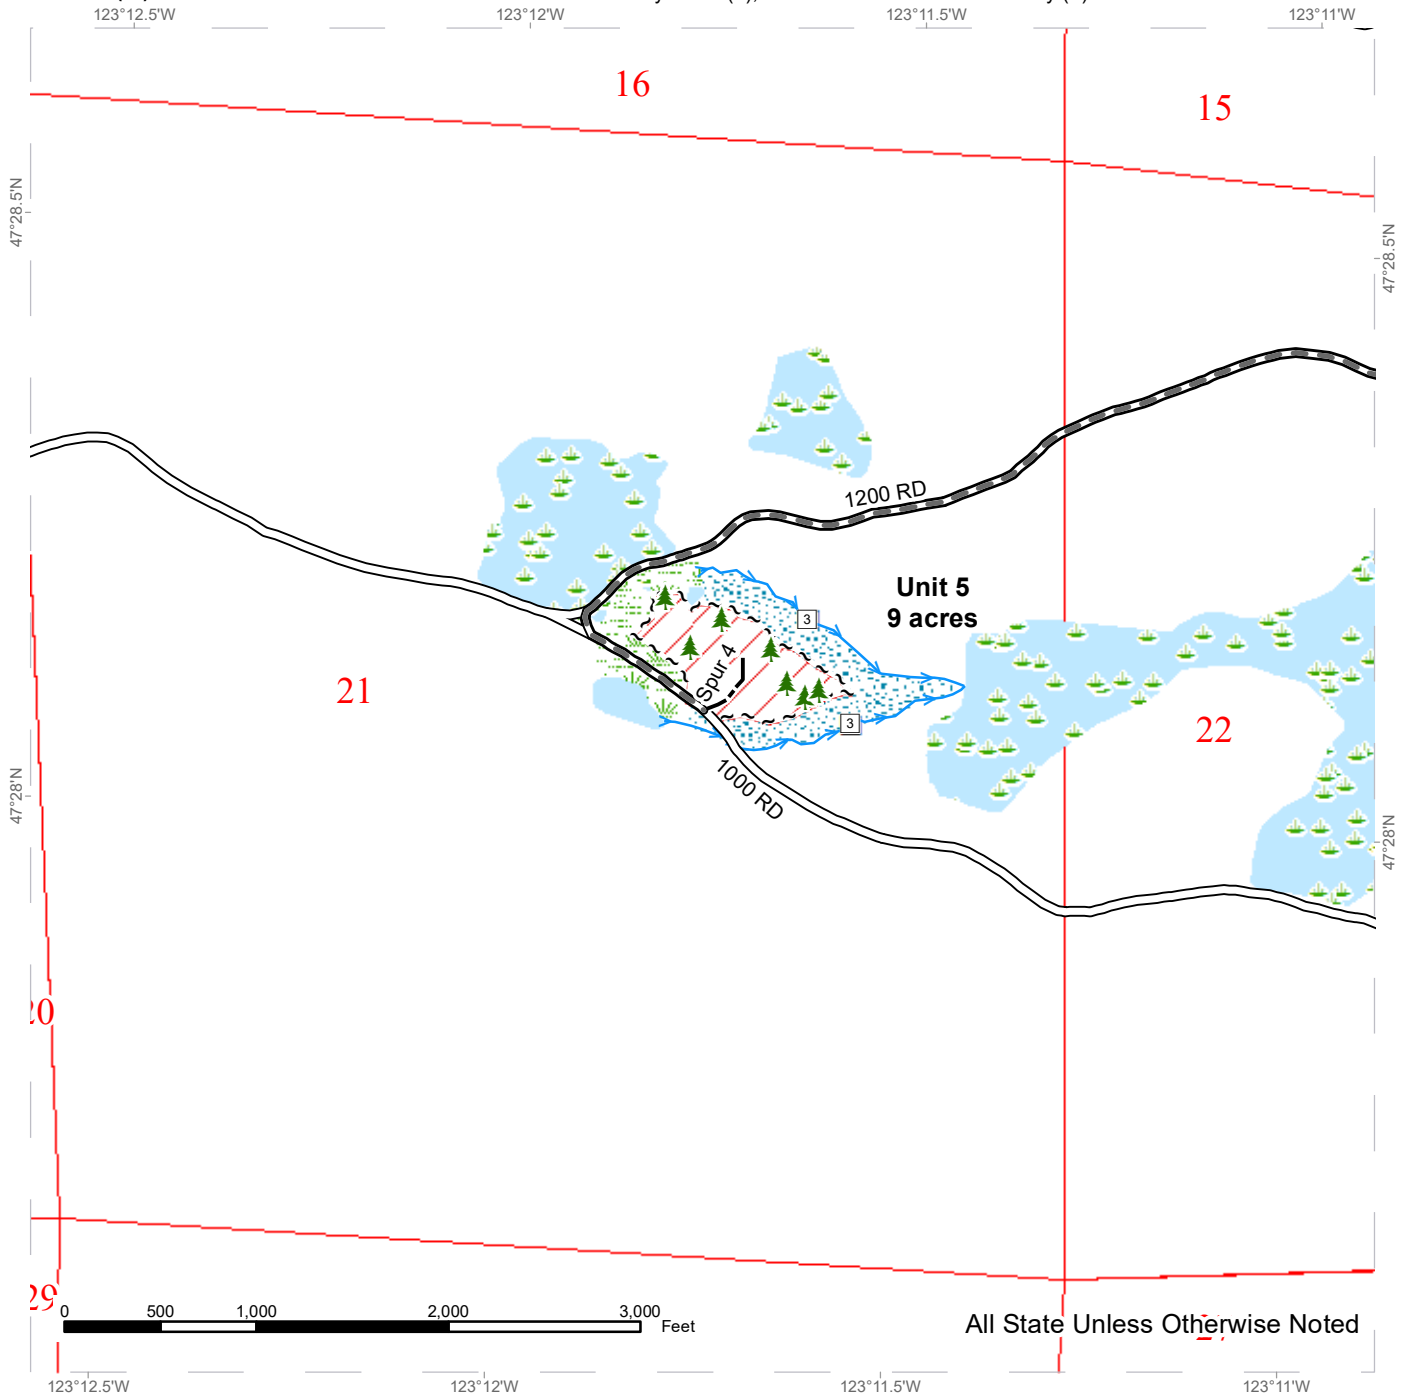 123°12.5'W
123°12'W
123°11.5'W
123°11'W
16
15
47°28.5'N
47°28.5'N
1200 RD
Unit 5
9 acres
3
Spur 4
21
3
22
1000 RD
47°28'N
47°28'N
20
29
0 500 1,000 2,000 3,000
Feet
All State Unless Otherwise Noted
123°12.5'W
123°12'W
123°11.5'W
123°11'W